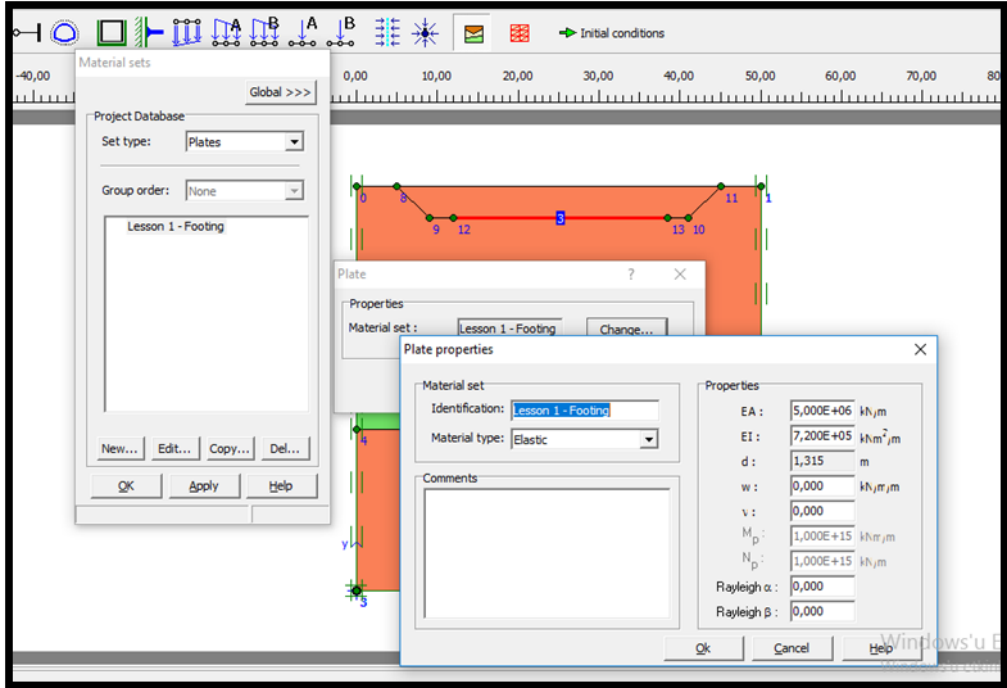 A B A B
Initial conditions
Material sets
-40,00 0,00 10,00 20,00 30,00 40,00 50,00 60,00 70,00 80
Global >>>
Project Database
Set type: Plates
Group order: None
Lesson 1 - Footing
New... Edit... Copy... Del...
OK Apply Help
0 8 11 1
9 12 3 13 10
4
y
3
Plate ?
Properties
Material set : Lesson 1 - Footing Change...
Plate properties
Material set
Identification: Lesson 1 - Footing
Material type: Elastic
Comments
Properties
EA : 5,000E+06 kN/m
EI : 7,200E+05 kNm²/m
d : 1,315 m
w : 0,000 kN/m/m
ν : 0,000
Mp : 1,000E+15 kNm/m
Np : 1,000E+15 kN/m
Rayleigh α : 0,000
Rayleigh β : 0,000
Ok Cancel Help
Windows'u E